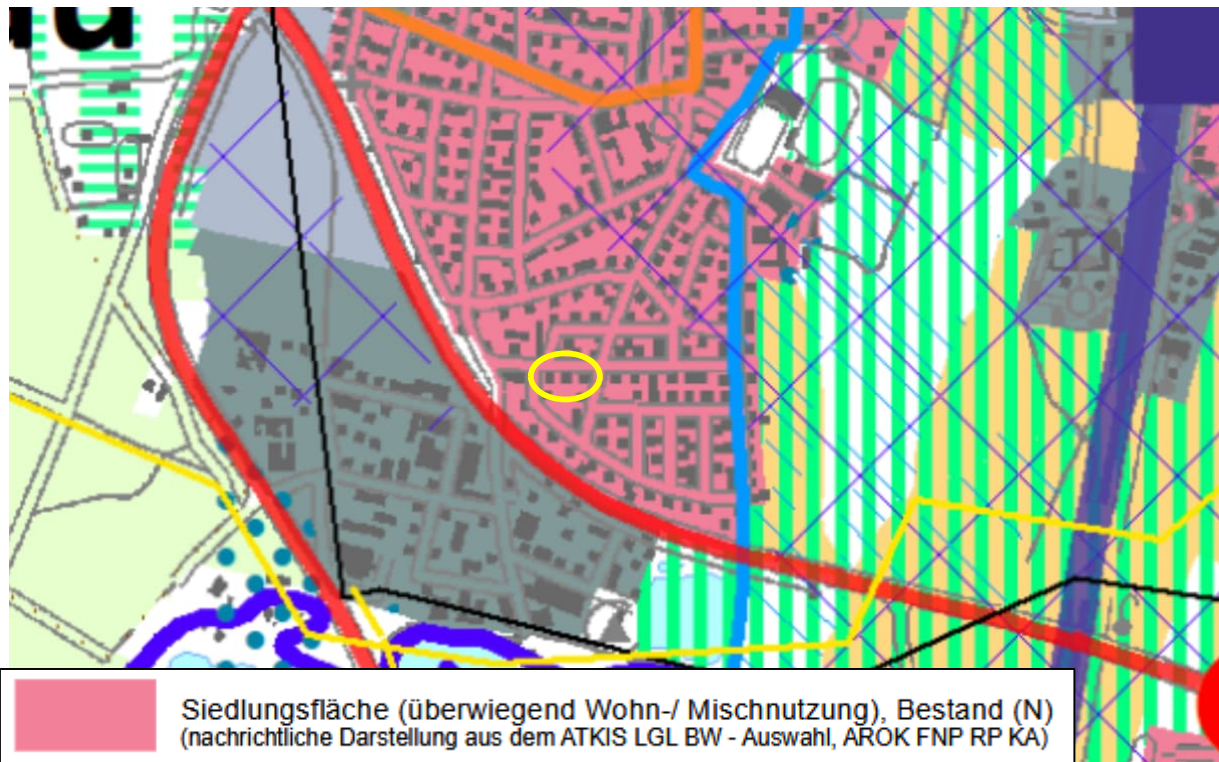 Siedlungsfläche (überwiegend Wohn-/ Mischnutzung), Bestand (N)
(nachrichtliche Darstellung aus dem ATKIS LGL BW - Auswahl, AROK FNP RP KA)